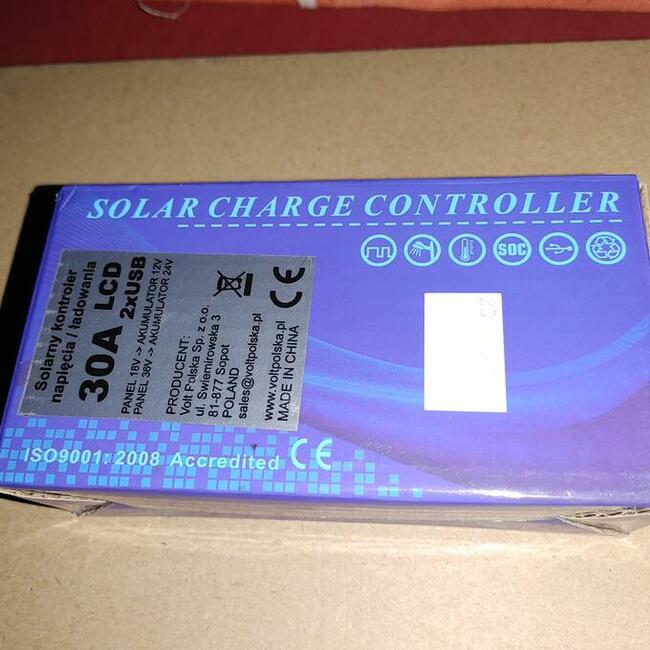 SOLAR CHARGE CONTROLLER
SOC
Solarny kontroler
napięcia / ładowania
30A LCD
2xUSB
PANEL 18V -> AKUMULATOR 12V
PANEL 36V -> AKUMULATOR 24V
PRODUCENT:
Volt Polska Sp. z o.o.
ul. Świemirowska 3
81-877 Sopot
POLAND
sales@voltpolska.pl
www.voltpolska.pl
MADE IN CHINA
CE
ISO9001: 2008 Accredited CE